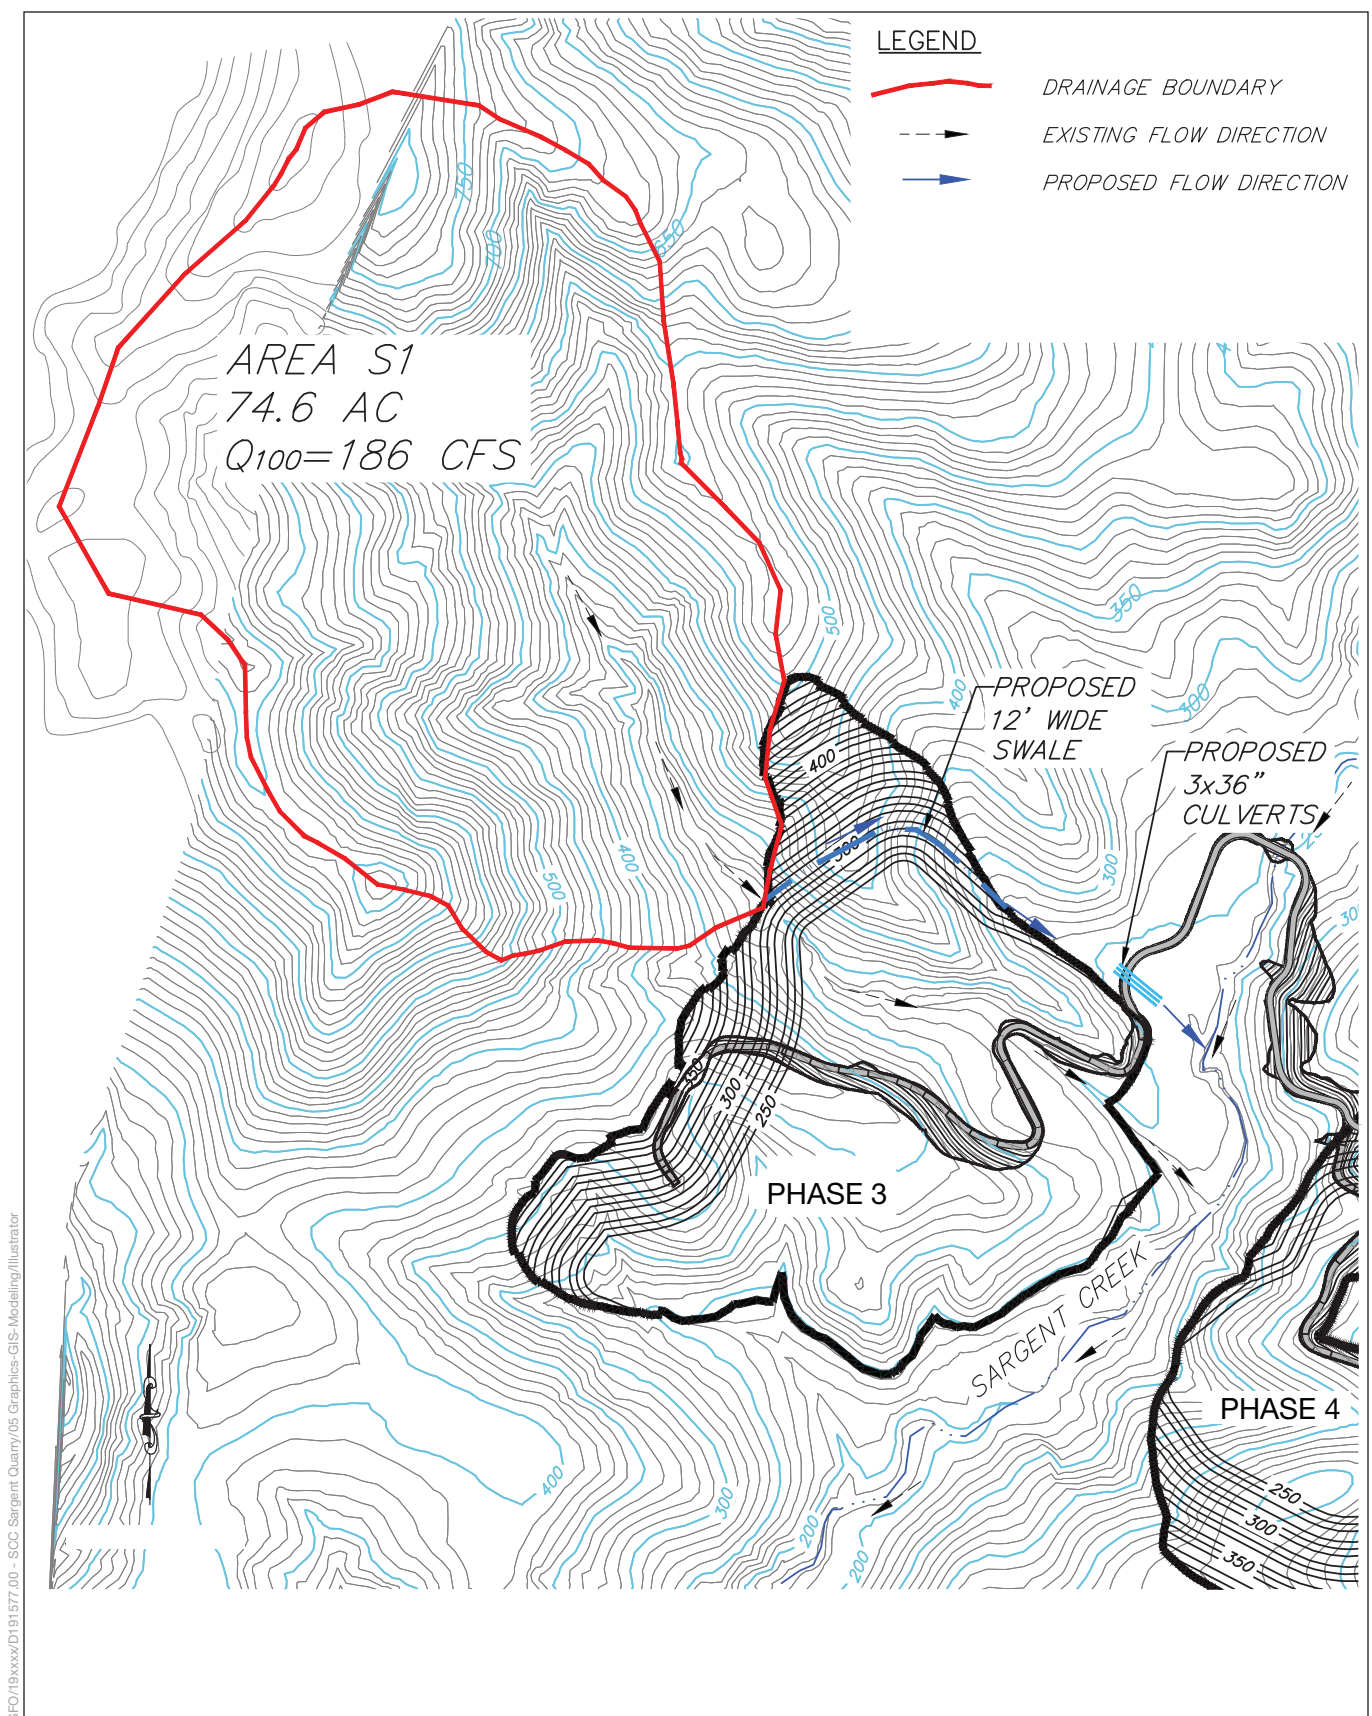 LEGEND
DRAINAGE BOUNDARY
EXISTING FLOW DIRECTION
PROPOSED FLOW DIRECTION
750
700
650
AREA S1
74.6 AC
Q100=186 CFS
350
500
400
300
PROPOSED
12' WIDE
SWALE
PROPOSED
3x36"
CULVERTS
400
300
500
400
300
250
PHASE 3
SARGENT CREEK
PHASE 4
400
300
200
200
250
300
350
SFO/19xxxx/D191577.00 - SCC Sargent Quarry/05 Graphics-GIS-Modeling/Illustrator